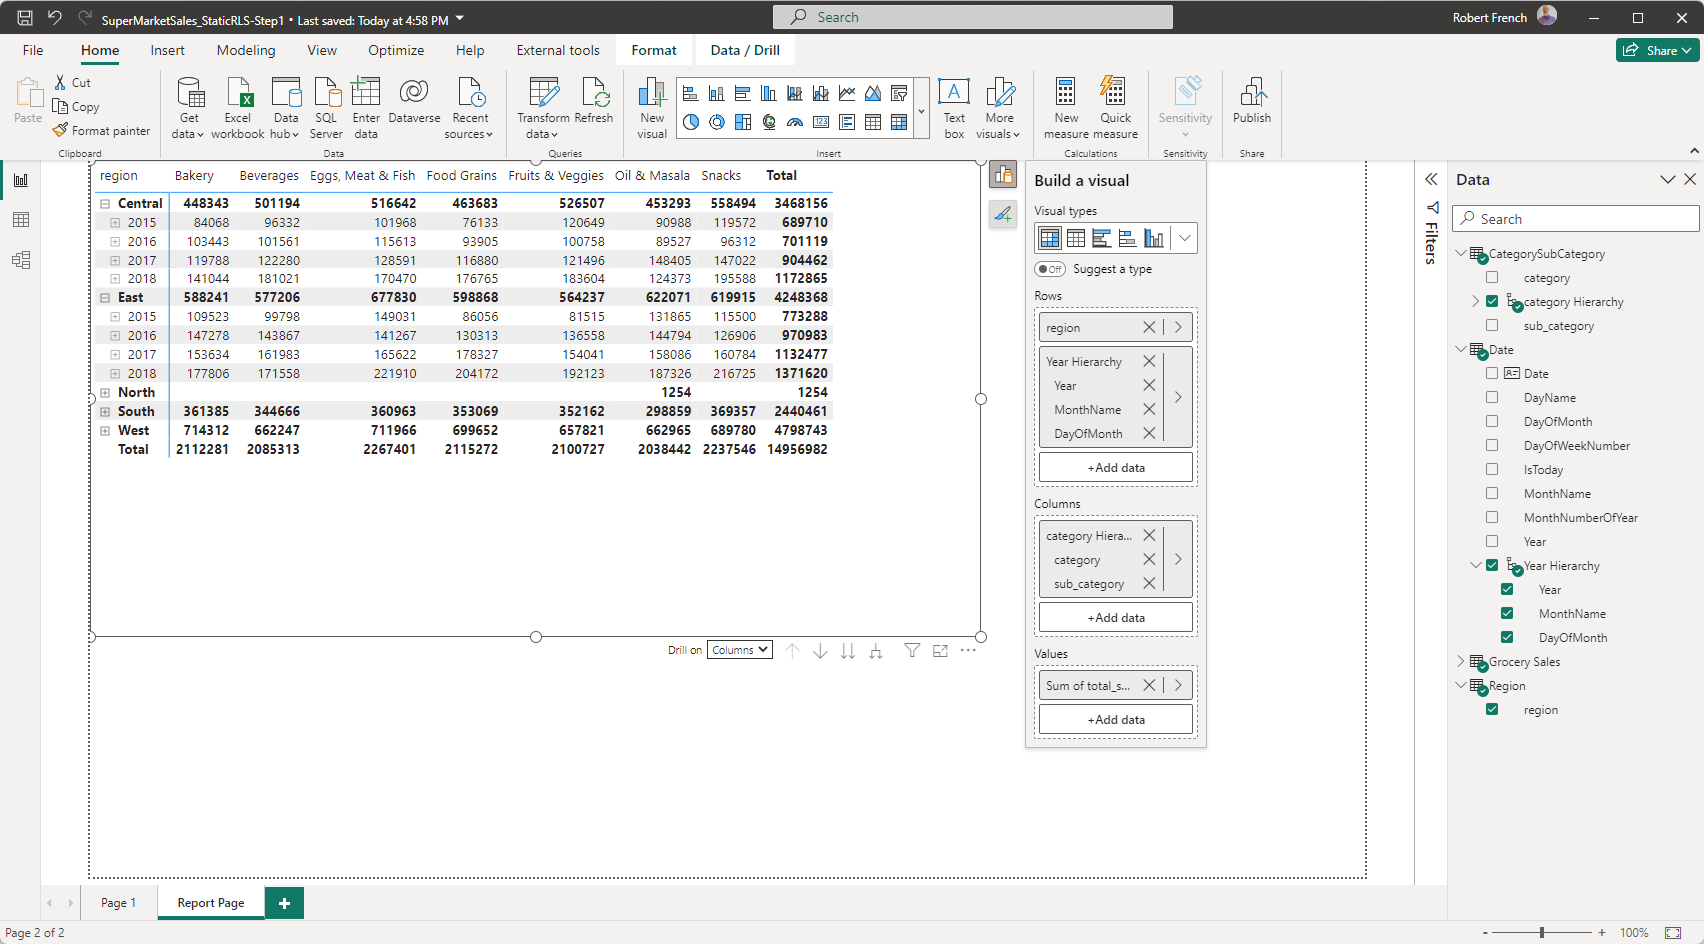 SuperMarketSales_StaticRLS-Step1 • Last saved: Today at 4:58 PM
Search
Robert French
File Home Insert Modeling View Optimize Help External tools Format Data / Drill
Share
Paste
Cut
Copy
Format painter
Clipboard
Get data
Excel workbook
Data hub
SQL Server
Enter data
Dataverse
Recent sources
Data
Transform data
Refresh
Queries
New visual
123
A
Text box
More visuals
Insert
New measure
Quick measure
Calculations
Sensitivity
Sensitivity
Publish
Share
region Bakery Beverages Eggs, Meat & Fish Food Grains Fruits & Veggies Oil & Masala Snacks Total
Central 448343 501194 516642 463683 526507 453293 558494 3468156
2015 84068 96332 101968 76133 120649 90988 119572 689710
2016 103443 101561 115613 93905 100758 89527 96312 701119
2017 119788 122280 128591 116880 121496 148405 147022 904462
2018 141044 181021 170470 176765 183604 124373 195588 1172865
East 588241 577206 677830 598868 564237 622071 619915 4248368
2015 109523 99798 149031 86056 81515 131865 115500 773288
2016 147278 143867 141267 130313 136558 144794 126906 970983
2017 153634 161983 165622 178327 154041 158086 160784 1132477
2018 177806 171558 221910 204172 192123 187326 216725 1371620
North 1254 1254
South 361385 344666 360963 353069 352162 298859 369357 2440461
West 714312 662247 711966 699652 657821 662965 689780 4798743
Total 2112281 2085313 2267401 2115272 2100727 2038442 2237546 14956982
Drill on Columns
Build a visual
Visual types
Off Suggest a type
Rows
region
Year Hierarchy
Year
MonthName
DayOfMonth
+Add data
Columns
category Hiera...
category
sub_category
+Add data
Values
Sum of total_s...
+Add data
Filters
Data
Search
CategorySubCategory
category
category Hierarchy
sub_category
Date
Date
DayName
DayOfMonth
DayOfWeekNumber
IsToday
MonthName
MonthNumberOfYear
Year
Year Hierarchy
Year
MonthName
DayOfMonth
Grocery Sales
Region
region
Page 1
Report Page
+
Page 2 of 2
- + 100%